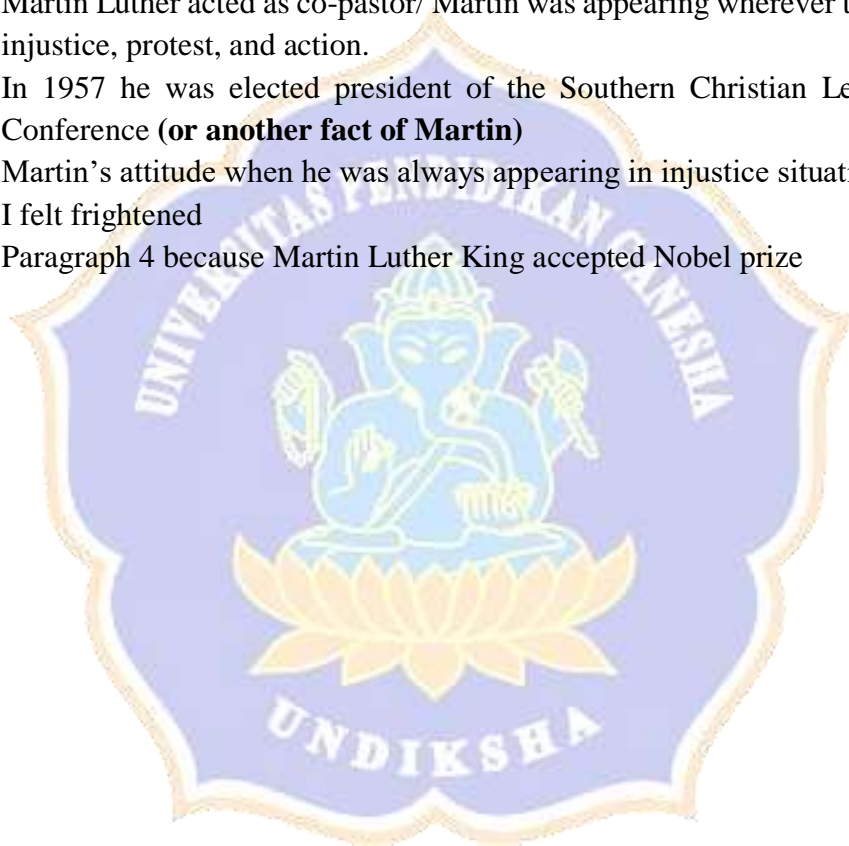 Martin Luther acted as co-pastor/ Martin was appearing wherever
injustice, protest, and action.
In 1957 he was elected president of the Southern Christian Le
Conference (or another fact of Martin)
Martin's attitude when he was always appearing in injustice situati
I felt frightened
Paragraph 4 because Martin Luther King accepted Nobel prize
UNIVERSITAS PENDIDIKAN GANESHA
UNDIKSHA